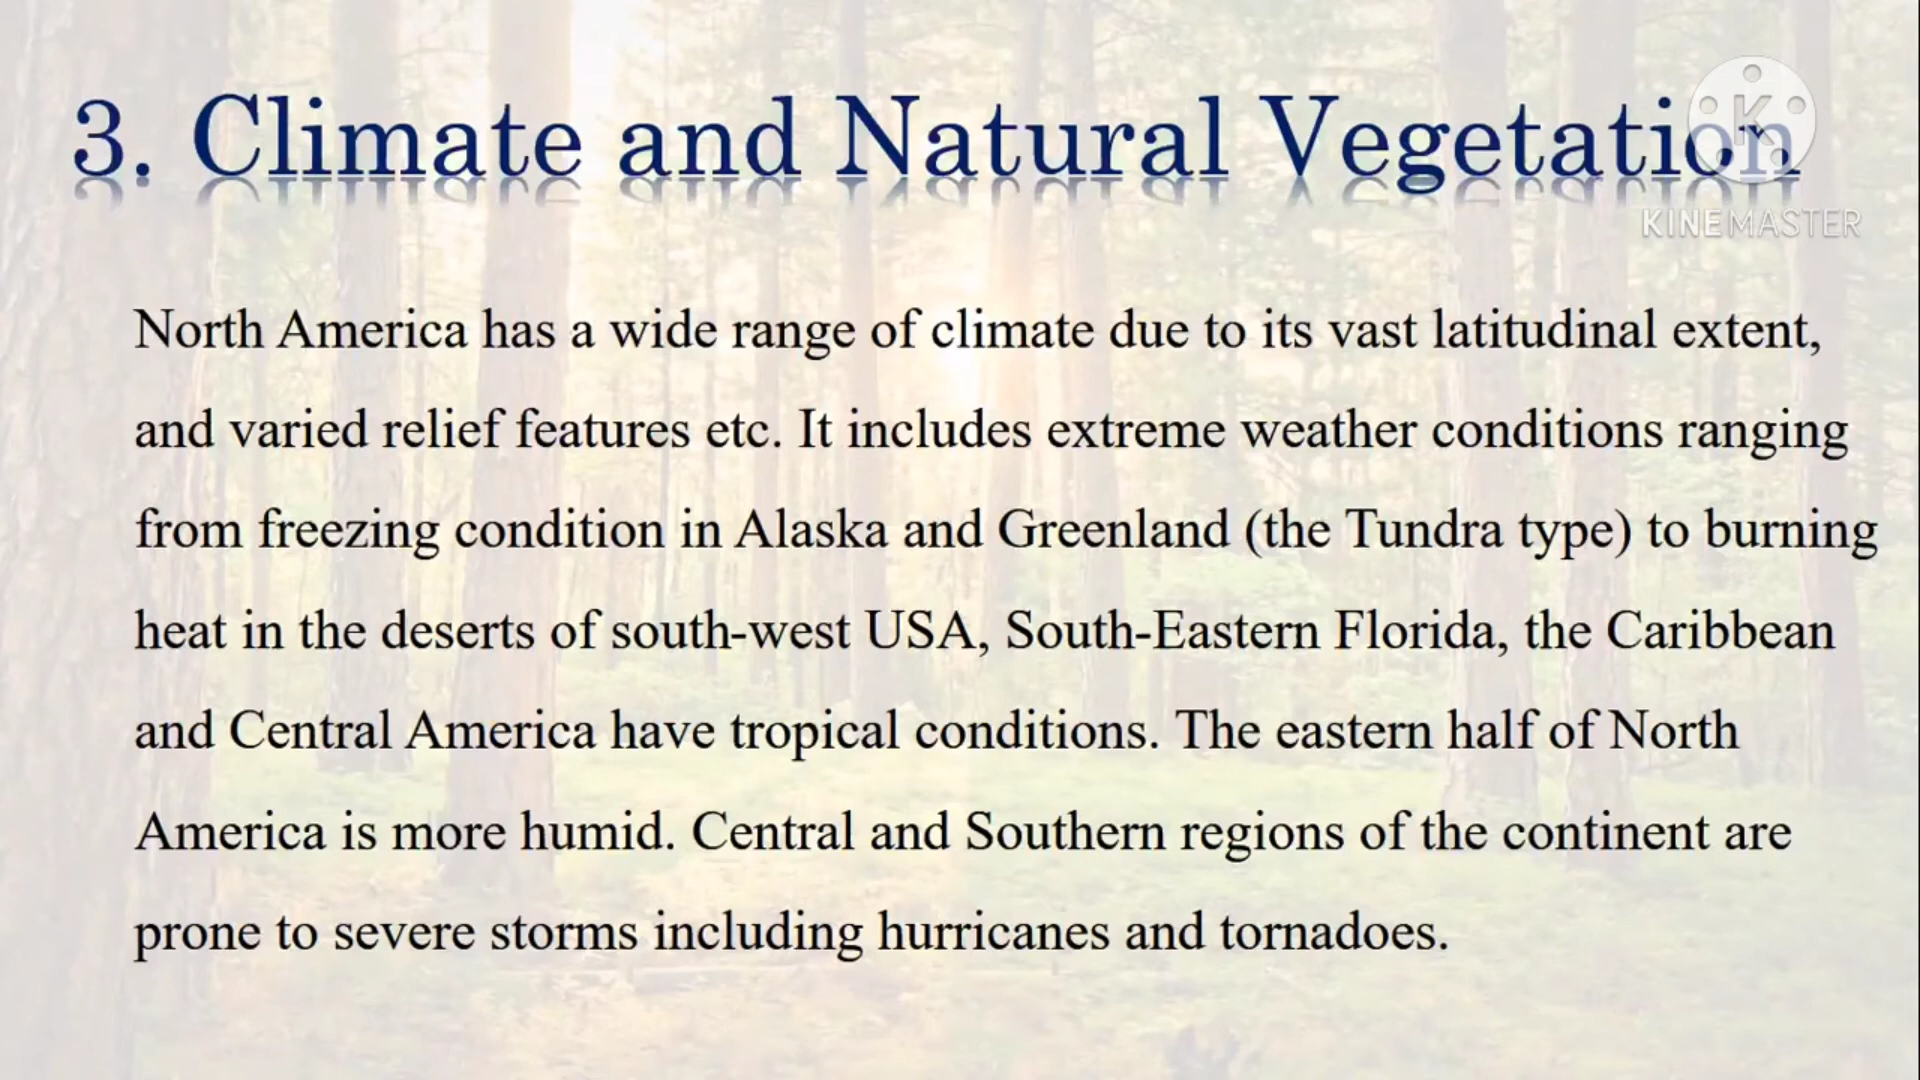 3. Climate and Natural Vegetation
KINEMASTER
North America has a wide range of climate due to its vast latitudinal extent,
and varied relief features etc. It includes extreme weather conditions ranging
from freezing condition in Alaska and Greenland (the Tundra type) to burning
heat in the deserts of south-west USA, South-Eastern Florida, the Caribbean
and Central America have tropical conditions. The eastern half of North
America is more humid. Central and Southern regions of the continent are
prone to severe storms including hurricanes and tornadoes.